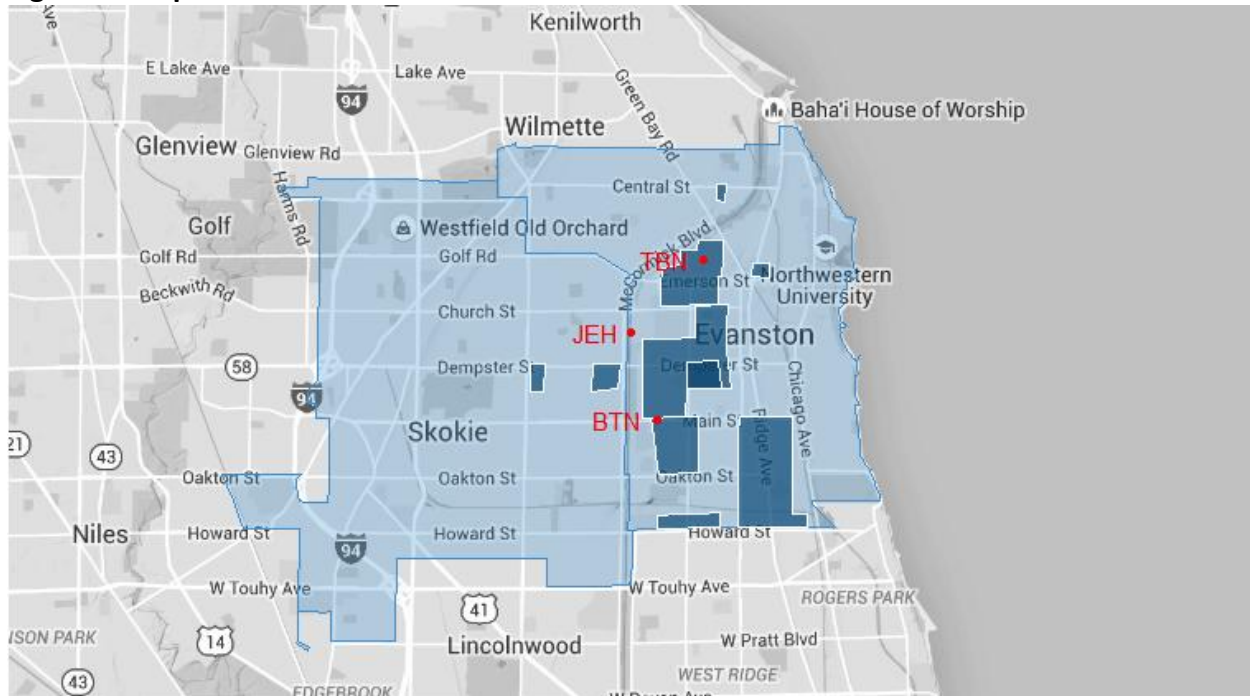 Kenilworth
E Lake Ave
Lake Ave
94
Green Bay Rd
Baha'i House of Worship
Wilmette
Glenview
Glenview Rd
Harms Rd
Central St
Golf
Westfield Old Orchard
McCormick Blvd
Golf Rd
Golf Rd
TBN
Northwestern
University
Emerson St
Beckwith Rd
Church St
JEH
Evanston
58
Dempster St
Dempster St
Chicago Ave
94
BTN
Main St
Ridge Ave
Skokie
21
43
Oakton St
Oakton St
Oakton St
Niles
Howard St
Howard St
Howard St
94
W Touhy Ave
W Touhy Ave
41
ROGERS PARK
14
Lincolnwood
W Pratt Blvd
WEST RIDGE
43
EDGEBROOK
W Devon Ave